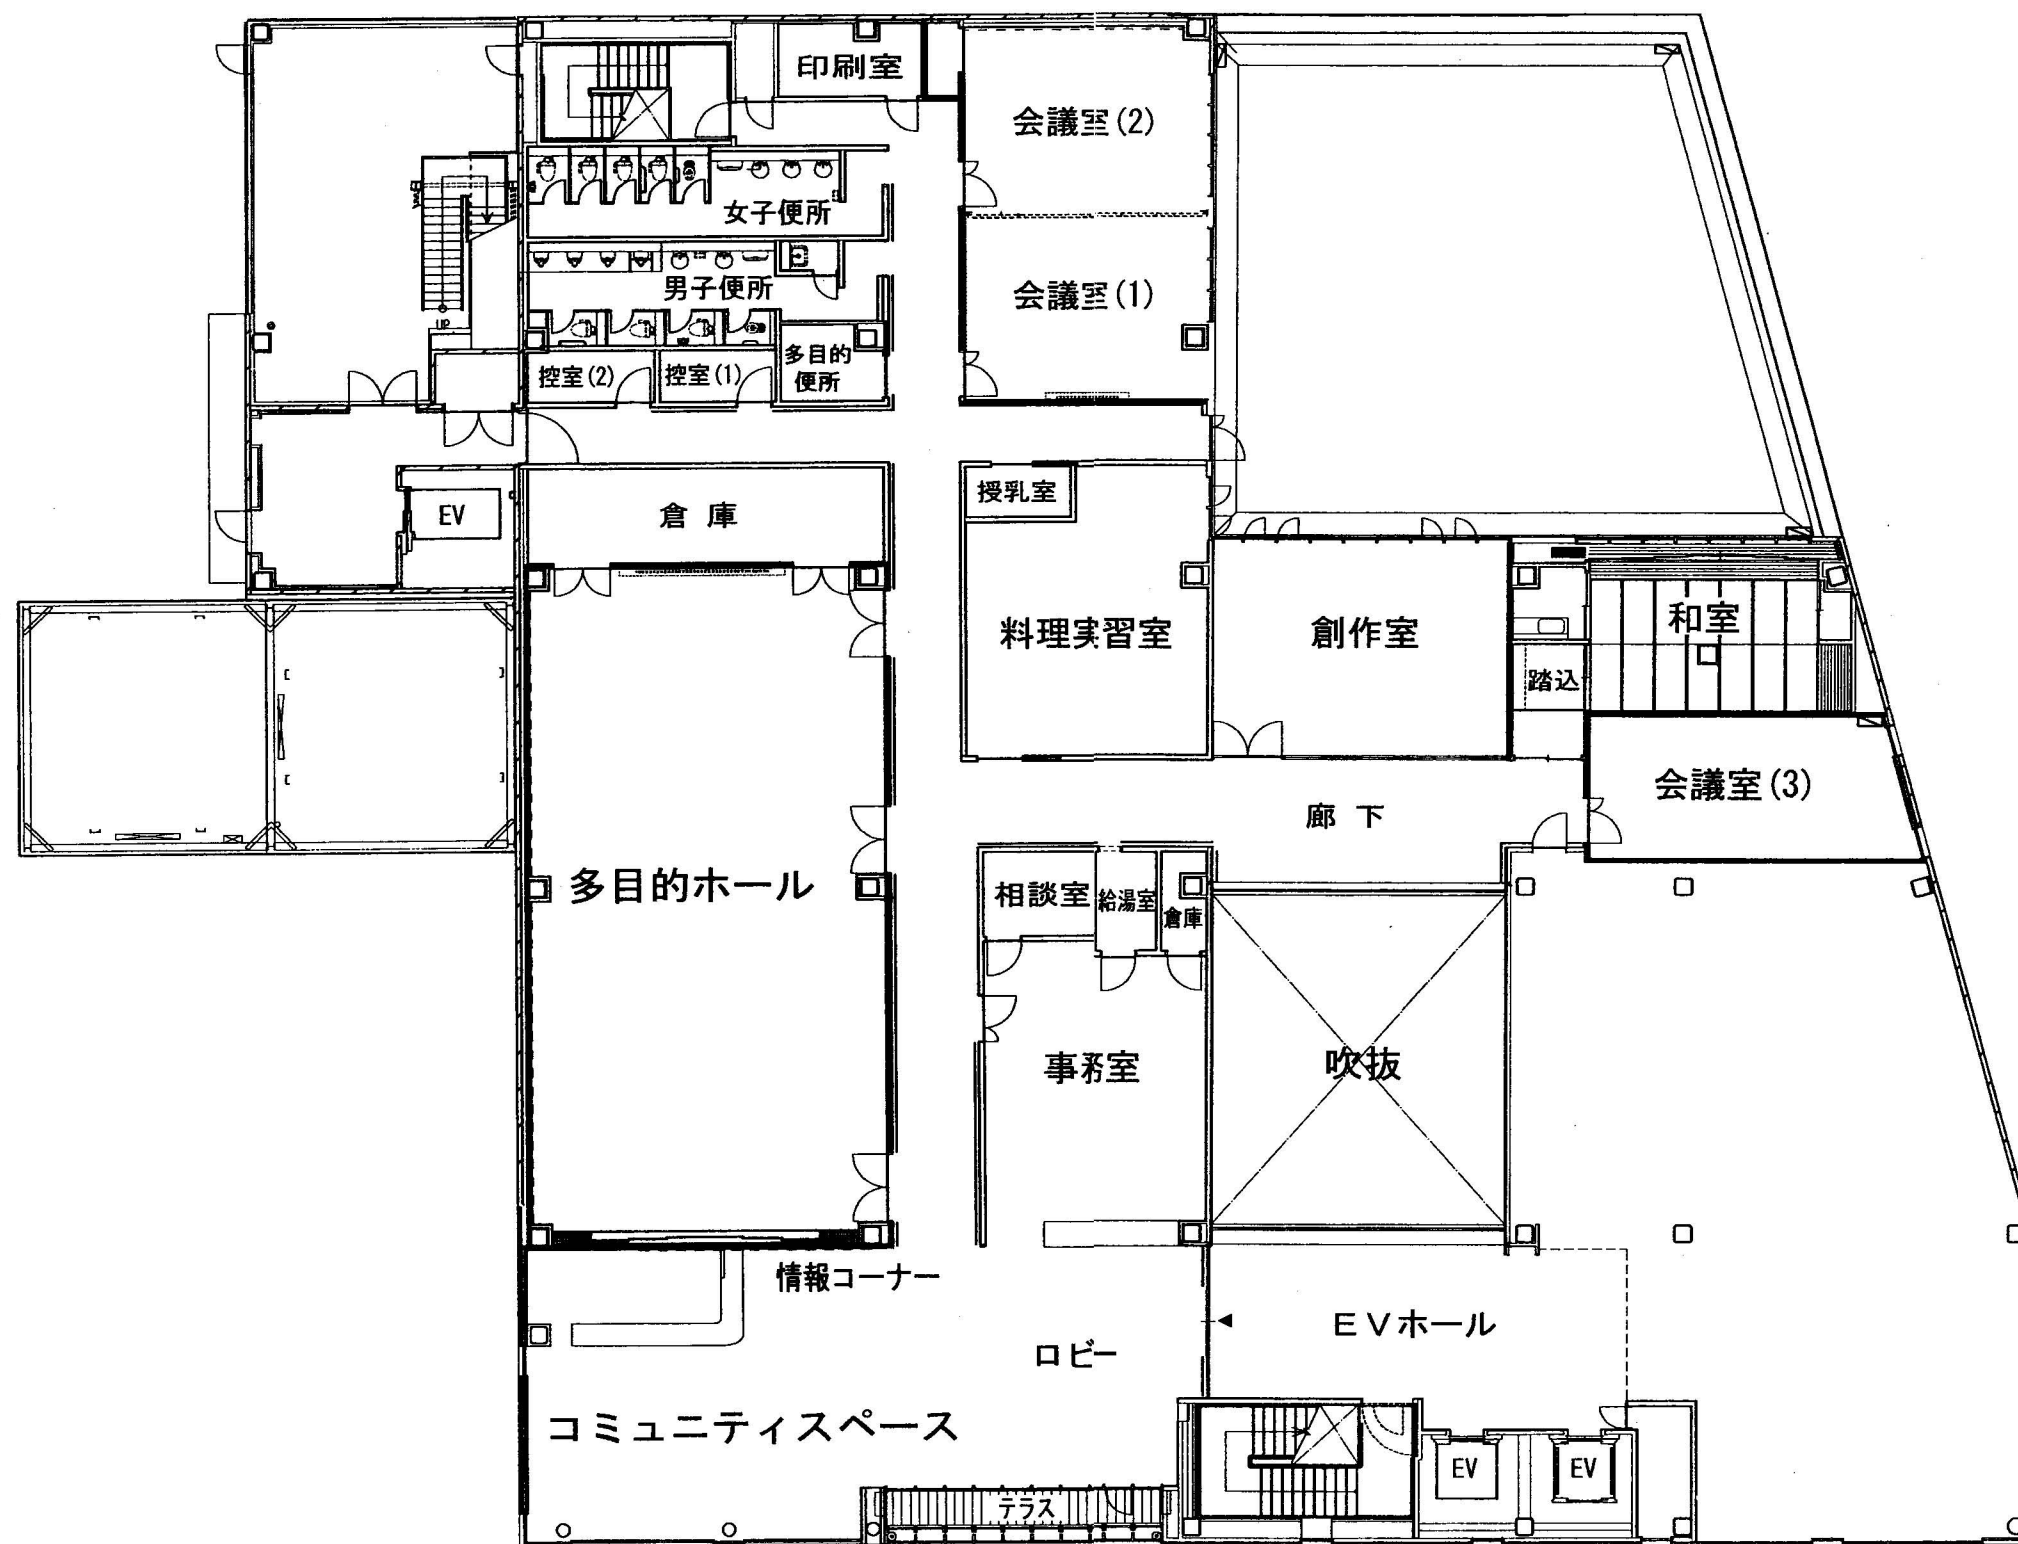 印刷室
会議室(2)
女子便所
会議室(1)
男子便所
UP
多目的
便所
控室(2)
控室(1)
授乳室
EV
倉庫
料理実習室
創作室
和室
踏込
会議室(3)
廊下
多目的ホール
相談室
給湯室
倉庫
事務室
吹抜
情報コーナー
EVホール
ロビー
コミュニティスペース
テラス
EV
EV